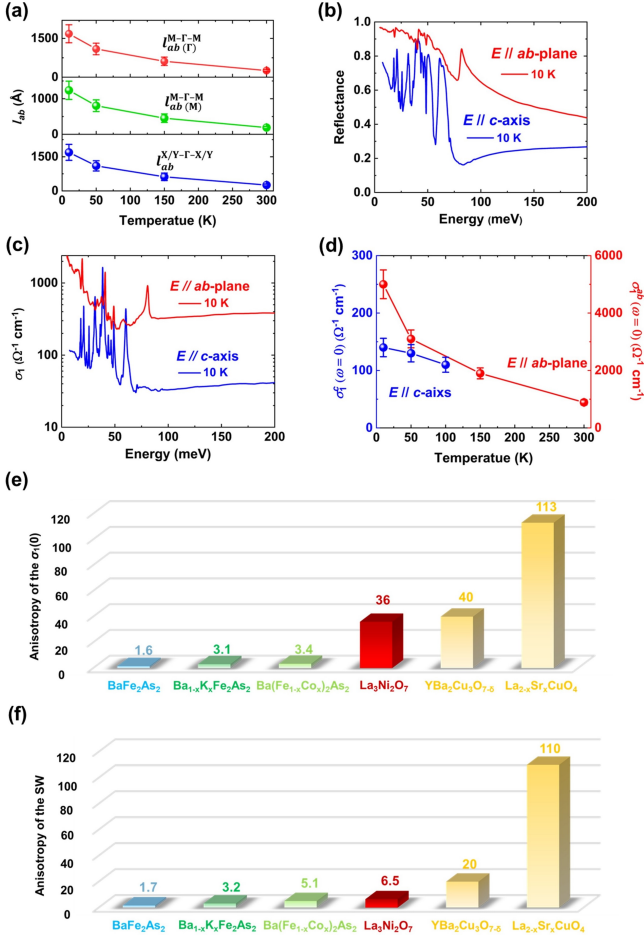 (a)
1500
0
l_ab (Γ)^M-Γ-M
1000
0
l_ab (M)^M-Γ-M
1500
0
l_ab^X/Y-Γ-X/Y
l_ab (Å)
0 50 100 150 200 250 300
Temperatue (K)
(b)
1.0
0.8
0.6
0.4
0.2
0.0
Reflectance
E // ab-plane
10 K
E // c-axis
10 K
0 50 100 150 200
Energy (meV)
(c)
1000
100
10
σ₁ (Ω⁻¹ cm⁻¹)
E // ab-plane
10 K
E // c-axis
10 K
0 50 100 150 200
Energy (meV)
(d)
300
200
100
0
σ₁ᶜ (ω=0) (Ω⁻¹ cm⁻¹)
6000
4000
2000
0
σ₁ᵃᵇ (ω=0) (Ω⁻¹ cm⁻¹)
E // ab-plane
E // c-aixs
0 50 100 150 200 250 300
Temperatue (K)
(e)
Anisotropy of the σ₁(0)
120
100
80
60
40
20
0
1.6 3.1 3.4 36 40 113
BaFe₂As₂ Ba₁₋ₓKₓFe₂As₂ Ba(Fe₁₋ₓCoₓ)₂As₂ La₃Ni₂O₇ YBa₂Cu₃O₇₋δ La₂₋ₓSrₓCuO₄
(f)
Anisotropy of the SW
120
100
80
60
40
20
0
1.7 3.2 5.1 6.5 20 110
BaFe₂As₂ Ba₁₋ₓKₓFe₂As₂ Ba(Fe₁₋ₓCoₓ)₂As₂ La₃Ni₂O₇ YBa₂Cu₃O₇₋δ La₂₋ₓSrₓCuO₄